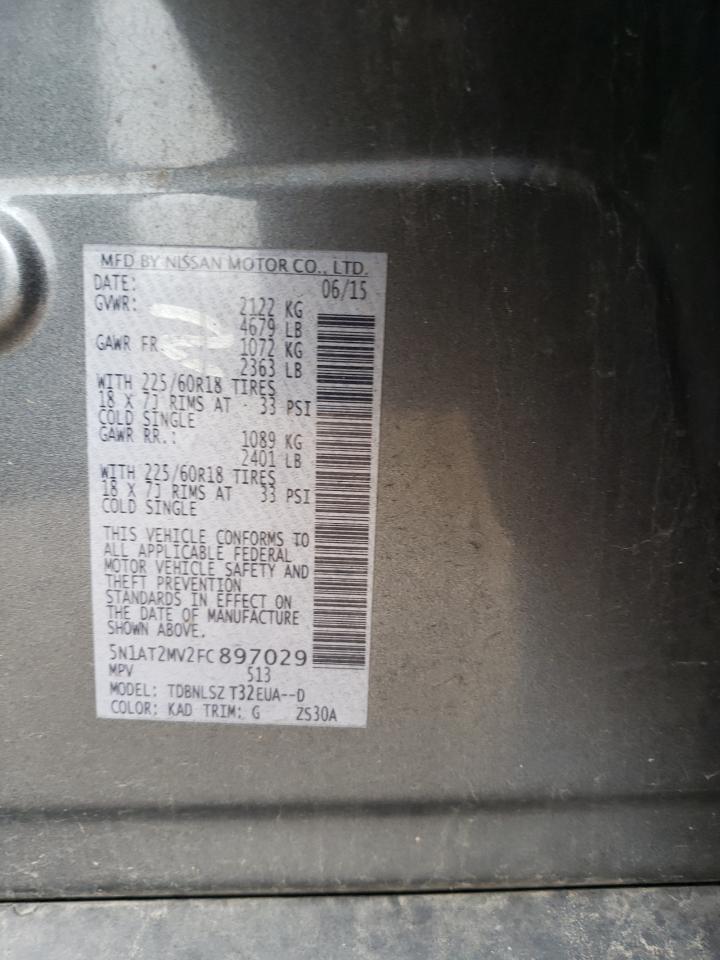 MFD BY NISSAN MOTOR CO., LTD.
DATE: 06/15
GVWR: 2122 KG
4679 LB
GAWR FR. 1072 KG
2363 LB
WITH 225/60R18 TIRES
18 X 7J RIMS AT 33 PSI
COLD SINGLE
GAWR RR.: 1089 KG
2401 LB
WITH 225/60R18 TIRES
18 X 7J RIMS AT 33 PSI
COLD SINGLE
THIS VEHICLE CONFORMS TO
ALL APPLICABLE FEDERAL
MOTOR VEHICLE SAFETY AND
THEFT PREVENTION
STANDARDS IN EFFECT ON
THE DATE OF MANUFACTURE
SHOWN ABOVE.
5N1AT2MV2FC897029
MPV 513
MODEL: TDBNLSZ T32EUA--D
COLOR: KAD TRIM: G ZS30A